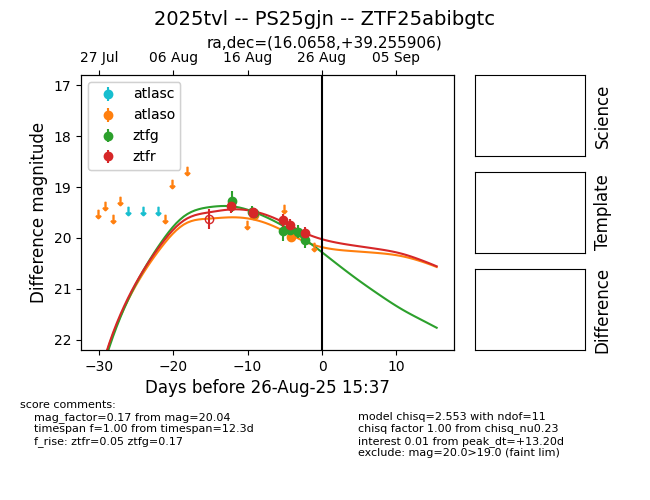 2025tvl -- PS25gjn -- ZTF25abibgtc
ra,dec=(16.0658,+39.255906)
27 Jul 06 Aug 16 Aug 26 Aug 05 Sep
atlasc
atlaso
ztfg
ztfr
17
18
19
20
21
22
Difference magnitude
−30 −20 −10 0 10
Days before 26-Aug-25 15:37
Science
Template
Difference
score comments:
mag_factor=0.17 from mag=20.04
timespan f=1.00 from timespan=12.3d
f_rise: ztfr=0.05 ztfg=0.17
model chisq=2.553 with ndof=11
chisq factor 1.00 from chisq_nu0.23
interest 0.01 from peak_dt=+13.20d
exclude: mag=20.0>19.0 (faint lim)